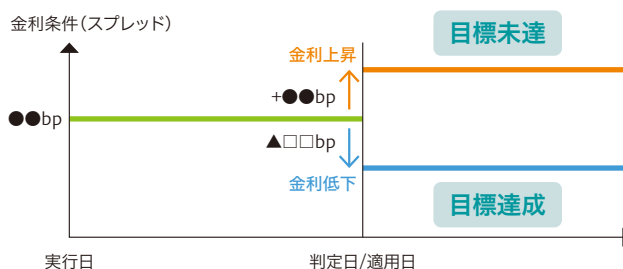 金利条件（スプレッド）
目標未達
金利上昇
+●●bp
●●bp
▲□□bp
金利低下
目標達成
実行日
判定日/適用日